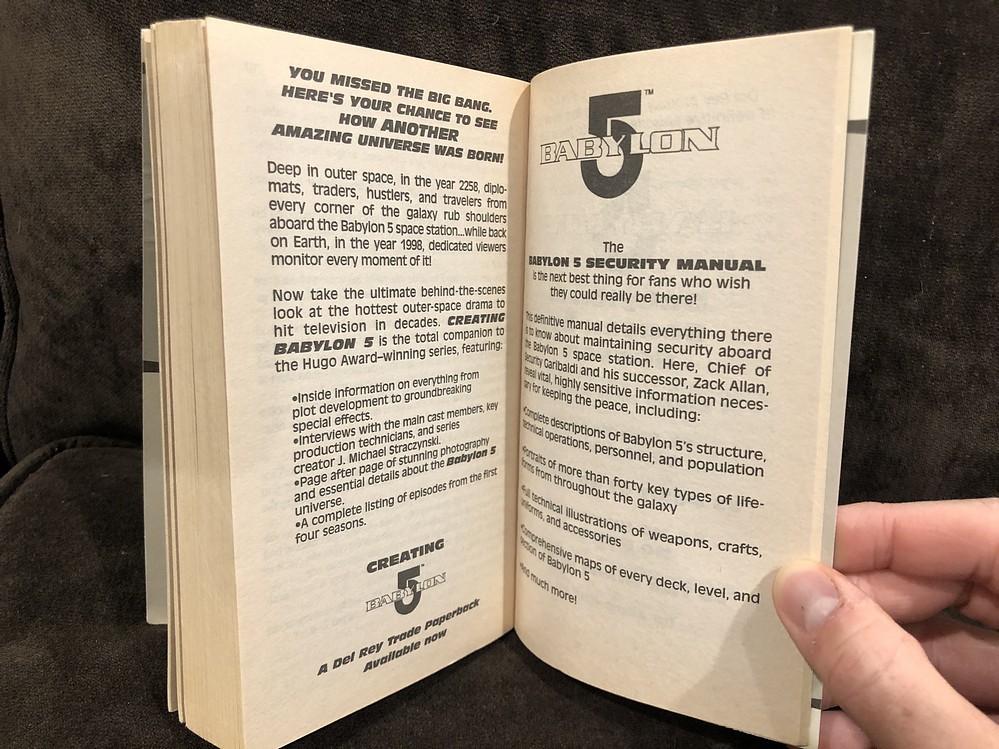 YOU MISSED THE BIG BANG.
HERE'S YOUR CHANCE TO SEE
HOW ANOTHER
AMAZING UNIVERSE WAS BORN!
Deep in outer space, in the year 2258, diplo-
mats, traders, hustlers, and travelers from
every corner of the galaxy rub shoulders
aboard the Babylon 5 space station...while back
on Earth, in the year 1998, dedicated viewers
monitor every moment of it!
Now take the ultimate behind-the-scenes
look at the hottest outer-space drama to
hit television in decades. CREATING
BABYLON 5 is the total companion to
the Hugo Award–winning series, featuring:
•Inside information on everything from
plot development to groundbreaking
special effects.
•Interviews with the main cast members, key
production technicians, and series
creator J. Michael Straczynski.
•Page after page of stunning photography
and essential details about the Babylon 5
universe.
•A complete listing of episodes from the first
four seasons.
CREATING
BABYLON 5™
A Del Rey Trade Paperback
Available now
BABYLON 5™
The
BABYLON 5 SECURITY MANUAL
is the next best thing for fans who wish
they could really be there!
This definitive manual details everything there
is to know about maintaining security aboard
the Babylon 5 space station. Here, Chief of
Security Garibaldi and his successor, Zack Allan,
reveal vital, highly sensitive information neces-
sary for keeping the peace, including:
•Complete descriptions of Babylon 5's structure,
technical operations, personnel, and population
•Portraits of more than forty key types of life-
forms from throughout the galaxy
•Full technical illustrations of weapons, crafts,
uniforms, and accessories
•Comprehensive maps of every deck, level, and
section of Babylon 5
•And much more!